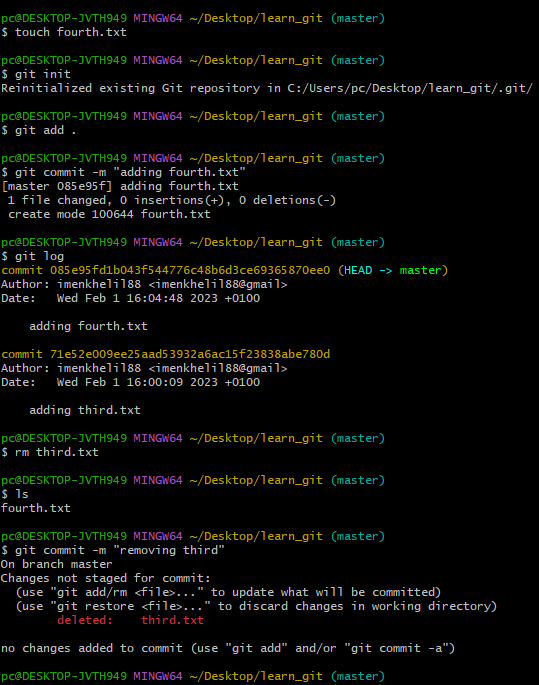 pc@DESKTOP-JVTH949 MINGW64 ~/Desktop/learn_git (master)
$ touch fourth.txt
pc@DESKTOP-JVTH949 MINGW64 ~/Desktop/learn_git (master)
$ git init
Reinitialized existing Git repository in C:/Users/pc/Desktop/learn_git/.git/
pc@DESKTOP-JVTH949 MINGW64 ~/Desktop/learn_git (master)
$ git add .
pc@DESKTOP-JVTH949 MINGW64 ~/Desktop/learn_git (master)
$ git commit -m "adding fourth.txt"
[master 085e95f] adding fourth.txt
 1 file changed, 0 insertions(+), 0 deletions(-)
 create mode 100644 fourth.txt
pc@DESKTOP-JVTH949 MINGW64 ~/Desktop/learn_git (master)
$ git log
commit 085e95fd1b043f544776c48b6d3ce69365870ee0 (HEAD -> master)
Author: imenkhelil88 <imenkhelil88@gmail>
Date:   Wed Feb 1 16:04:48 2023 +0100
    adding fourth.txt
commit 71e52e009ee25aad53932a6ac15f23838abe780d
Author: imenkhelil88 <imenkhelil88@gmail>
Date:   Wed Feb 1 16:00:09 2023 +0100
    adding third.txt
pc@DESKTOP-JVTH949 MINGW64 ~/Desktop/learn_git (master)
$ rm third.txt
pc@DESKTOP-JVTH949 MINGW64 ~/Desktop/learn_git (master)
$ ls
fourth.txt
pc@DESKTOP-JVTH949 MINGW64 ~/Desktop/learn_git (master)
$ git commit -m "removing third"
On branch master
Changes not staged for commit:
  (use "git add/rm <file>..." to update what will be committed)
  (use "git restore <file>..." to discard changes in working directory)
        deleted:    third.txt
no changes added to commit (use "git add" and/or "git commit -a")
pc@DESKTOP-JVTH949 MINGW64 ~/Desktop/learn_git (master)